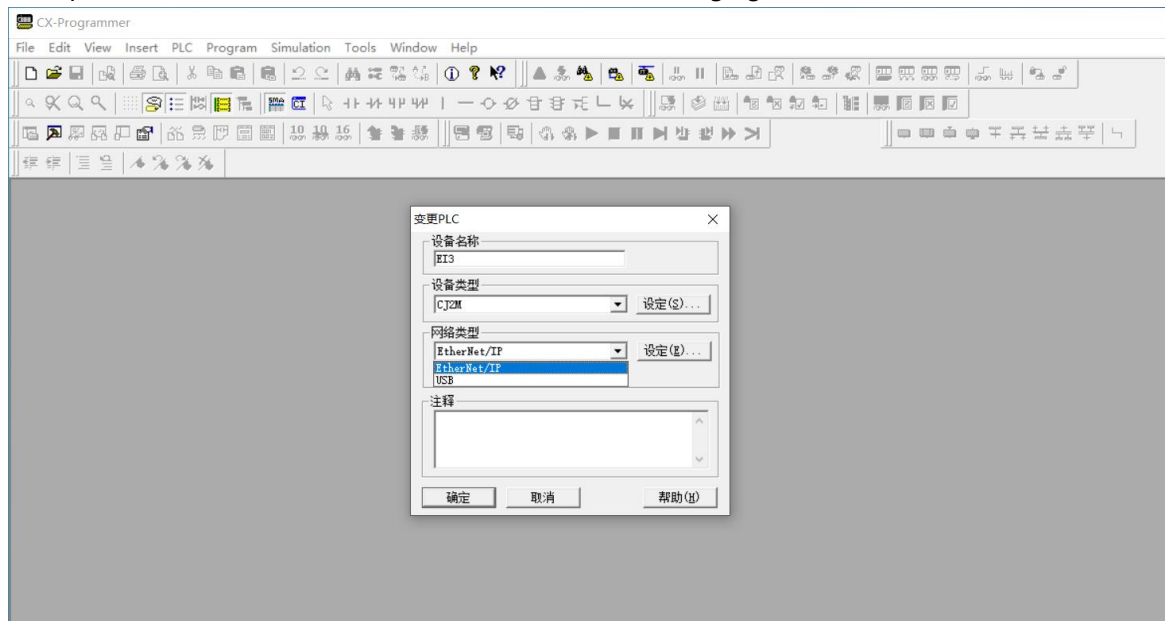 CX-Programmer
File Edit View Insert PLC Program Simulation Tools Window Help
变更PLC
设备名称
EI3
设备类型
CJ2M
设定(S)...
网络类型
EtherNet/IP
设定(E)...
EtherNet/IP
USB
注释
确定
取消
帮助(H)